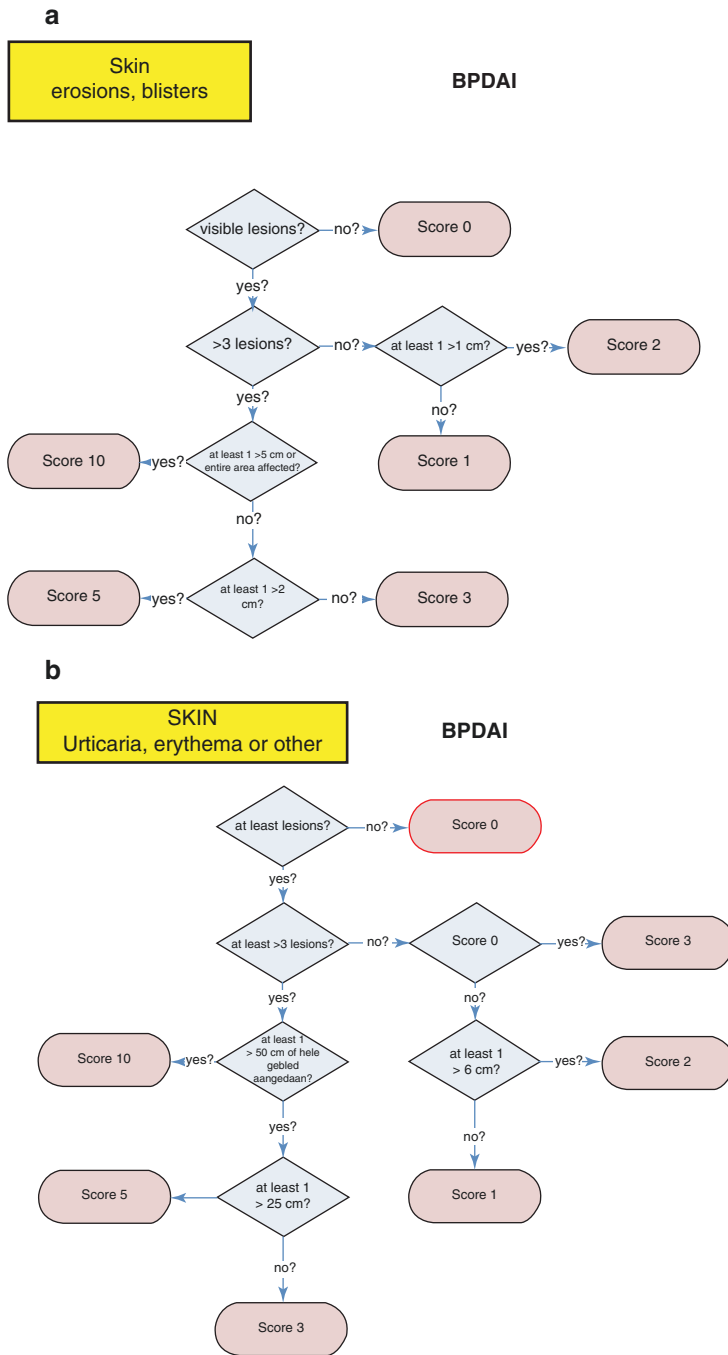 a
Skin
erosions, blisters
BPDAI
visible lesions?
no?
Score 0
yes?
>3 lesions?
no?
at least 1 >1 cm?
yes?
Score 2
yes?
no?
Score 10
yes?
at least 1 >5 cm or
entire area affected?
Score 1
no?
Score 5
yes?
at least 1 >2
cm?
no?
Score 3
b
SKIN
Urticaria, erythema or other
BPDAI
at least lesions?
no?
Score 0
yes?
at least >3 lesions?
no?
Score 0
yes?
Score 3
yes?
no?
Score 10
yes?
at least 1
> 50 cm of hele
gebled
aangedaan?
at least 1
> 6 cm?
yes?
Score 2
yes?
no?
Score 5
at least 1
> 25 cm?
Score 1
no?
Score 3